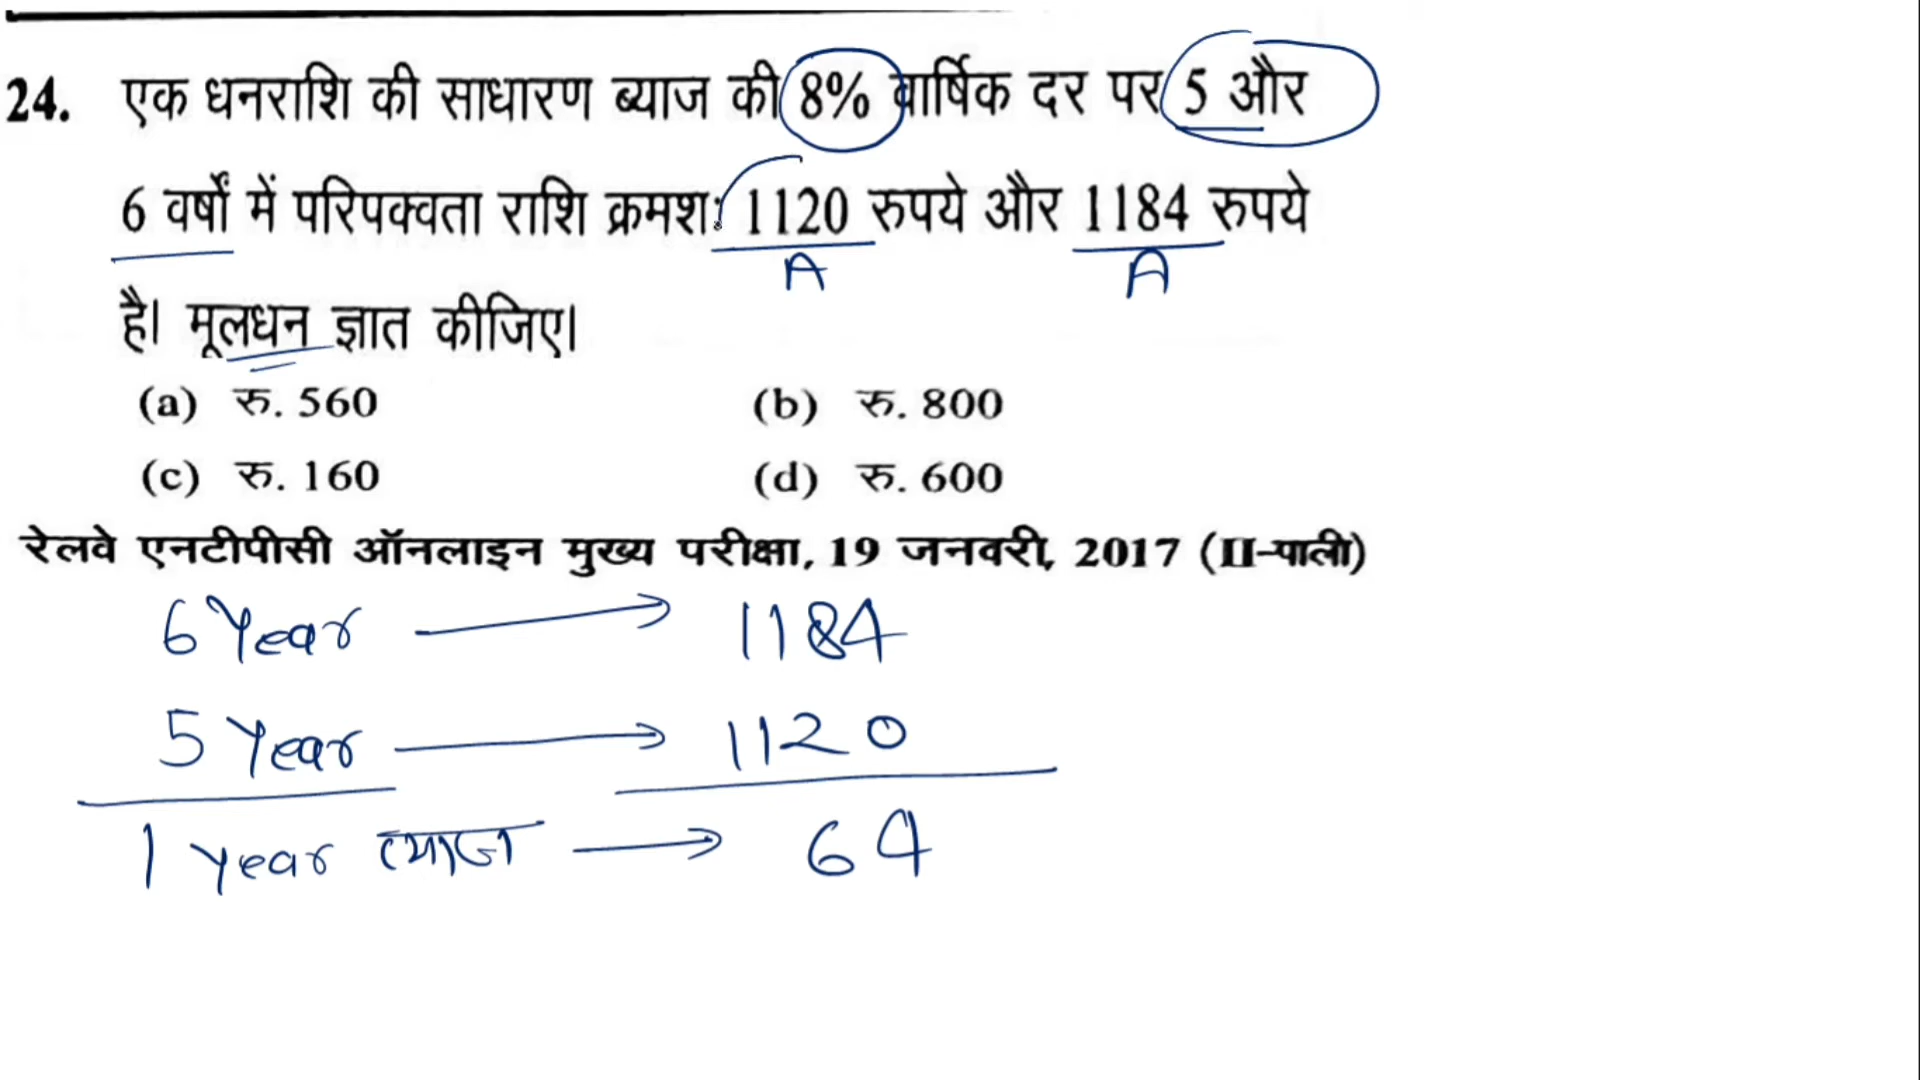 24. एक धनराशि की साधारण ब्याज की 8% वार्षिक दर पर 5 और
6 वर्षों में परिपक्वता राशि क्रमशः 1120 रुपये और 1184 रुपये
A A
है। मूलधन ज्ञात कीजिए।
(a) रु. 560 (b) रु. 800
(c) रु. 160 (d) रु. 600
रेलवे एनटीपीसी ऑनलाइन मुख्य परीक्षा, 19 जनवरी, 2017 (II-पाली)
6 Year → 1184
5 Year → 1120
1 year ब्याज → 64